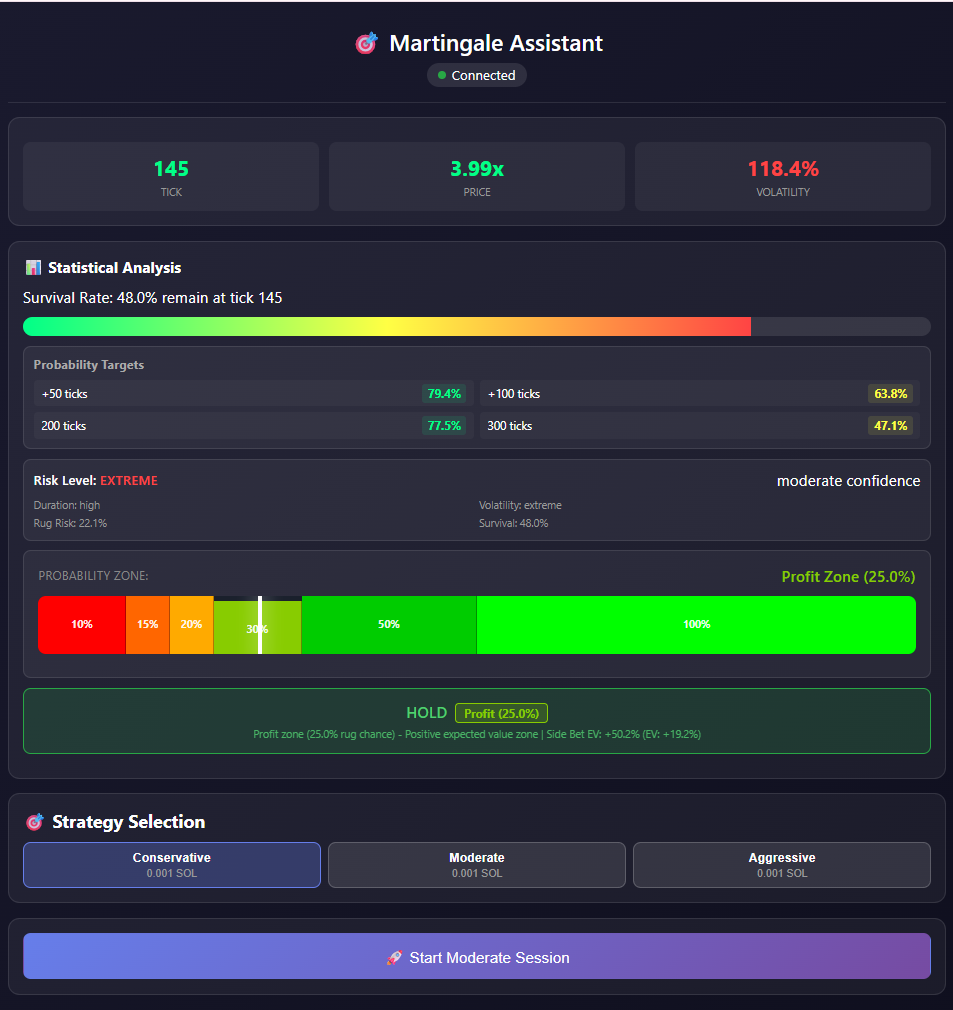 Martingale Assistant
Connected
145
TICK
3.99x
PRICE
118.4%
VOLATILITY
Statistical Analysis
Survival Rate: 48.0% remain at tick 145
Probability Targets
+50 ticks 79.4%
+100 ticks 63.8%
200 ticks 77.5%
300 ticks 47.1%
Risk Level: EXTREME
moderate confidence
Duration: high
Volatility: extreme
Rug Risk: 22.1%
Survival: 48.0%
PROBABILITY ZONE:
Profit Zone (25.0%)
10% 15% 20% 30% 50% 100%
HOLD Profit (25.0%)
Profit zone (25.0% rug chance) - Positive expected value zone | Side Bet EV: +50.2% (EV: +19.2%)
Strategy Selection
Conservative
0.001 SOL
Moderate
0.001 SOL
Aggressive
0.001 SOL
Start Moderate Session